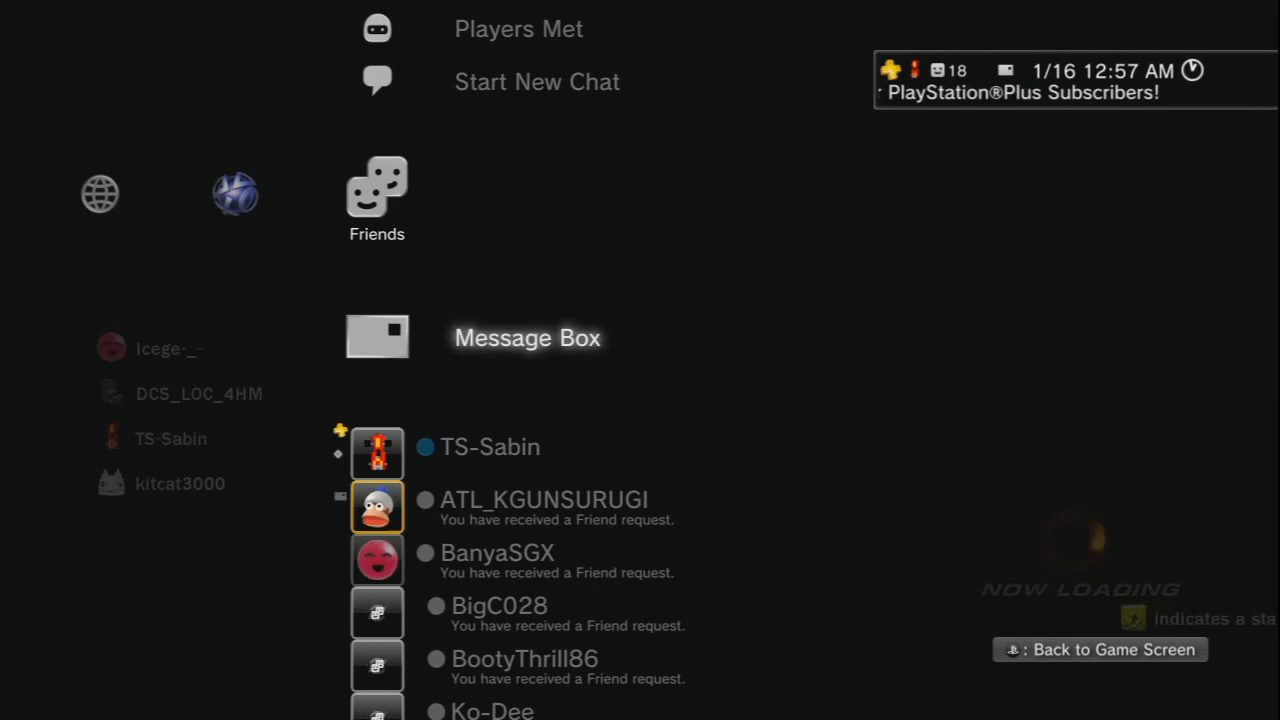 Players Met
Start New Chat
18
1/16 12:57 AM
PlayStation®Plus Subscribers!
Friends
Message Box
Icege-_-
DCS_LOC_4HM
TS-Sabin
kitcat3000
TS-Sabin
ATL_KGUNSURUGI
You have received a Friend request.
BanyaSGX
You have received a Friend request.
BigC028
You have received a Friend request.
BootyThrill86
You have received a Friend request.
Ko-Dee
NOW LOADING
indicates a sta
: Back to Game Screen